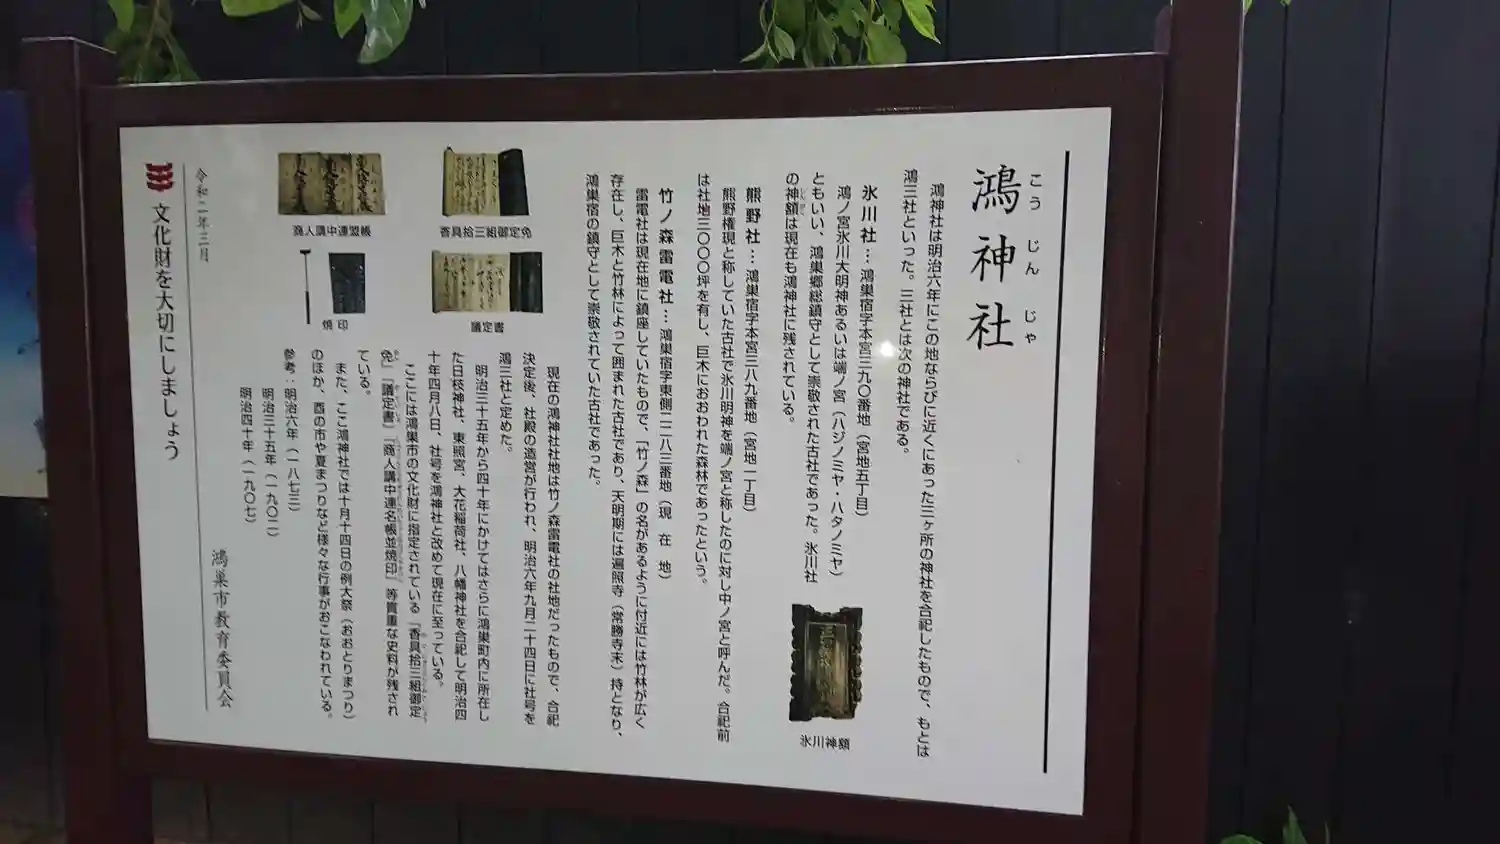 鴻神社
こうじんじゃ
鴻神社は明治六年にこの地ならびに近くにあった三ヶ所の神社を合祀したもので、もとは
鴻三社といった。三社とは次の神社である。
氷川社…鴻巣宿字本宮三九〇番地（宮地五丁目）
鴻ノ宮氷川大明神あるいは端ノ宮（ハジノミヤ・ハタノミヤ）
ともいい、鴻巣郷総鎮守として崇敬された古社であった。氷川社
の神額は現在も鴻神社に残されている。
氷川神額
熊野社…鴻巣宿字本宮三八九番地（宮地一丁目）
熊野権現と称していた古社で氷川明神を端ノ宮と称したのに対し中ノ宮と呼んだ。合祀前
は社地三〇〇〇坪を有し、巨木におおわれた森林であったという。
竹ノ森雷電社…鴻巣宿字東側二二八三番地（現在地）
雷電社は現在地に鎮座していたもので、「竹ノ森」の名があるように付近には竹林が広く
存在し、巨木と竹林によって囲まれた古社であり、天明期には遍照寺（常勝寺末）持となり、
鴻巣宿の鎮守として崇敬されていた古社であった。
現在の鴻神社社地は竹ノ森雷電社の社地だったもので、合祀
決定後、社殿の造営が行われ、明治六年九月二十四日に社号を
鴻三社と定めた。
明治三十五年から四十年にかけてはさらに鴻巣町内に所在し
た日枝神社、東照宮、大花稲荷社、八幡神社を合祀して明治四
十年四月八日、社号を鴻神社と改めて現在に至っている。
ここには鴻巣市の文化財に指定されている「香具拾三組御定
免」「議定書」「商人講中連名帳並焼印」等貴重な史料が残され
ている。
また、ここ鴻神社では十月十四日の例大祭（おおとりまつり）
のほか、酉の市や夏まつりなど様々な行事がおこなわれている。
参考：明治六年（一八七三）
明治三十五年（一九〇二）
明治四十年（一九〇七）
香具拾三組御定免
議定書
商人講中連盟帳
焼印
令和二年三月
鴻巣市教育委員会
文化財を大切にしましょう